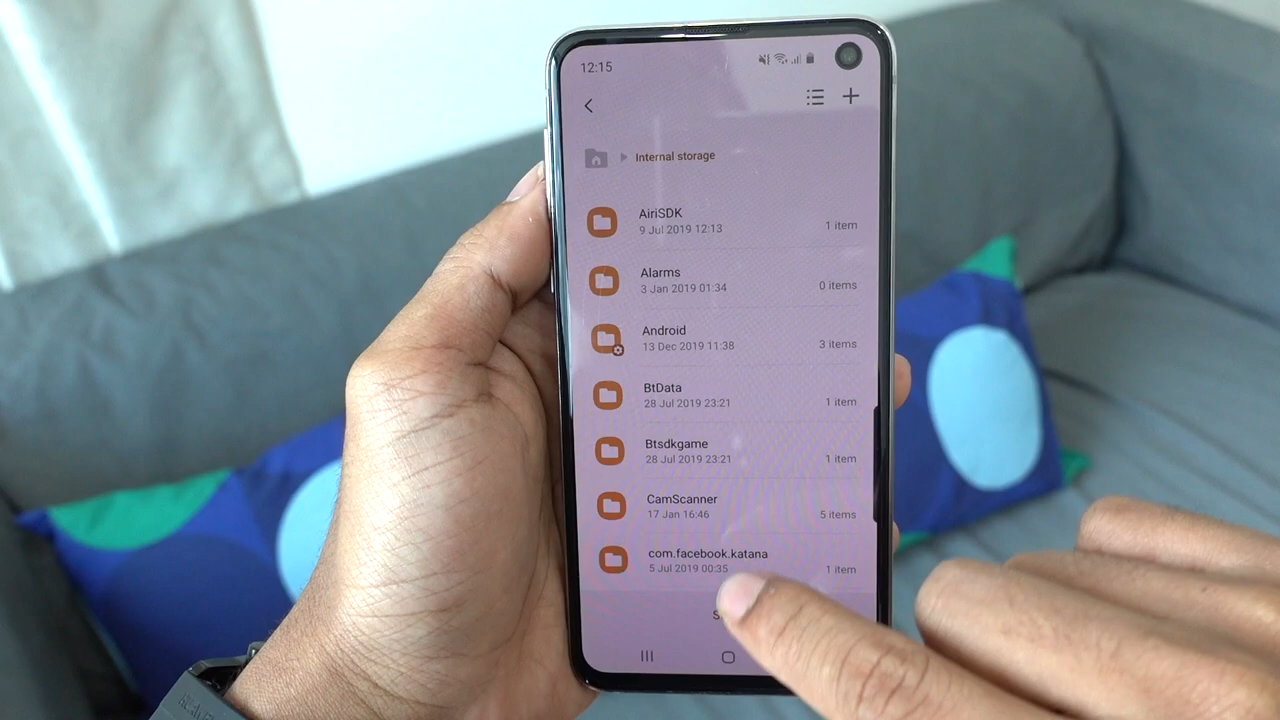 12:15
Internal storage
AiriSDK
9 Jul 2019 12:13
1 item
Alarms
3 Jan 2019 01:34
0 items
Android
13 Dec 2019 11:38
3 items
BtData
28 Jul 2019 23:21
1 item
Btsdkgame
28 Jul 2019 23:21
1 item
CamScanner
17 Jan 16:46
5 items
com.facebook.katana
5 Jul 2019 00:35
1 item